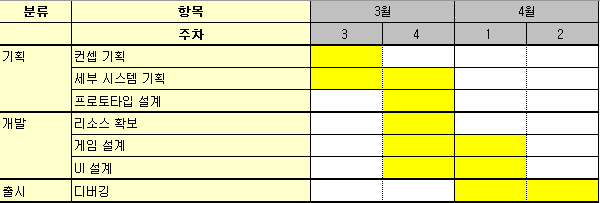 분류 항목 3월 4월
주차 3 4 1 2
기획 컨셉 기획
세부 시스템 기획
프로토타입 설계
개발 리소스 확보
게임 설계
UI 설계
출시 디버깅